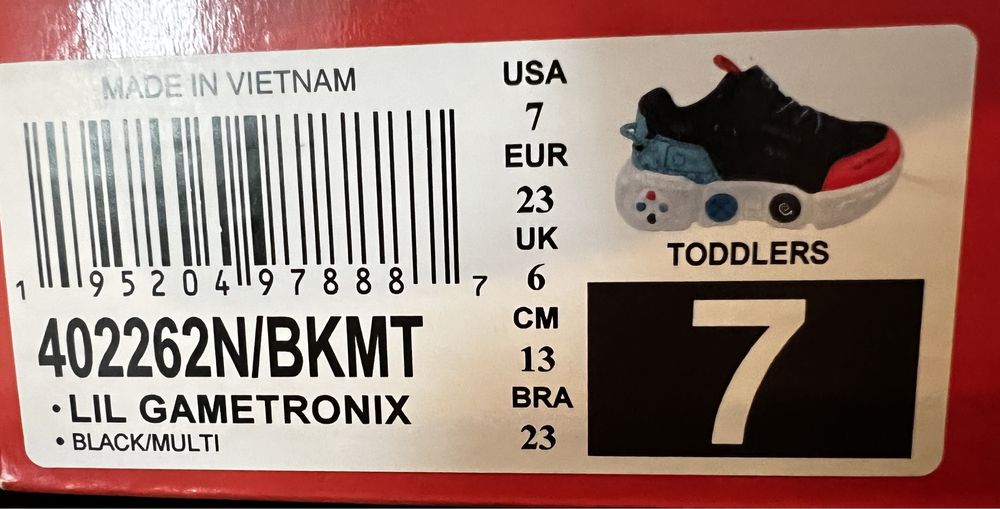 MADE IN VIETNAM
1 95204 97888 7
402262N/BKMT
• LIL GAMETRONIX
• BLACK/MULTI
USA
7
EUR
23
UK
6
CM
13
BRA
23
TODDLERS
7